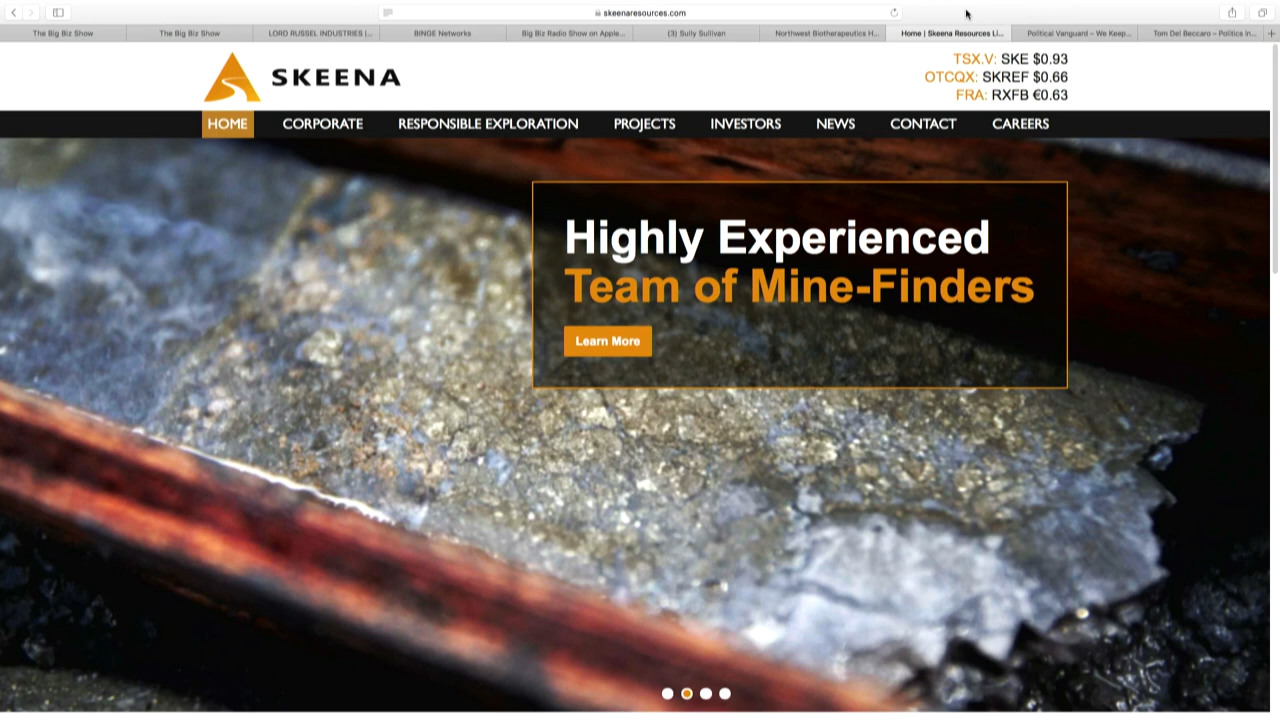 skeenaresources.com
The Big Biz Show
The Big Biz Show
LORD RUSSEL INDUSTRIES (...
BINGE Networks
Big Biz Radio Show on Apple...
(3) Sully Sullivan
Northwest Biotherapeutics H...
Home | Skeena Resources Li...
Political Vanguard – We Keep...
Tom Del Beccaro – Politics in...
SKEENA
TSX.V: SKE $0.93
OTCQX: SKREF $0.66
FRA: RXFB €0.63
HOME
CORPORATE
RESPONSIBLE EXPLORATION
PROJECTS
INVESTORS
NEWS
CONTACT
CAREERS
Highly Experienced
Team of Mine-Finders
Learn More